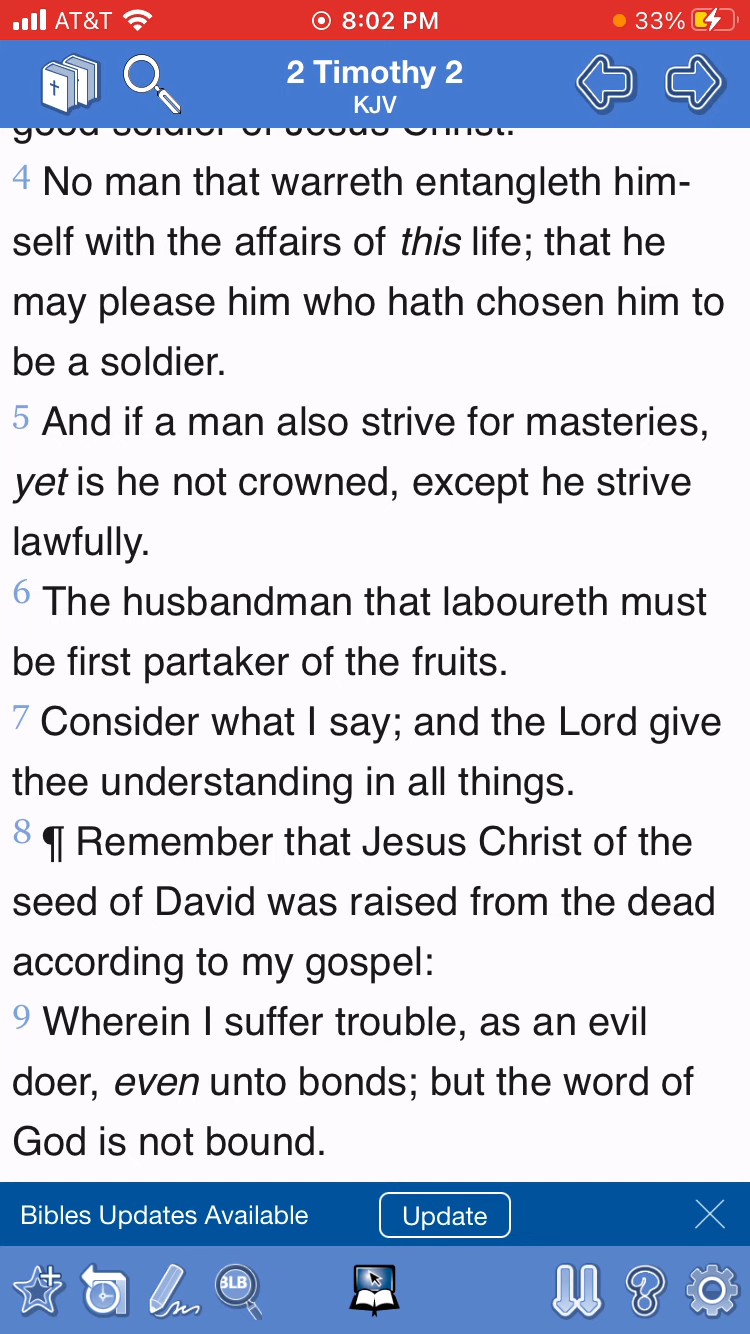 AT&T 8:02 PM 33%
2 Timothy 2
KJV
good soldier of Jesus Christ.
4 No man that warreth entangleth him-
self with the affairs of this life; that he
may please him who hath chosen him to
be a soldier.
5 And if a man also strive for masteries,
yet is he not crowned, except he strive
lawfully.
6 The husbandman that laboureth must
be first partaker of the fruits.
7 Consider what I say; and the Lord give
thee understanding in all things.
8 ¶ Remember that Jesus Christ of the
seed of David was raised from the dead
according to my gospel:
9 Wherein I suffer trouble, as an evil
doer, even unto bonds; but the word of
God is not bound.
Bibles Updates Available Update
BLB